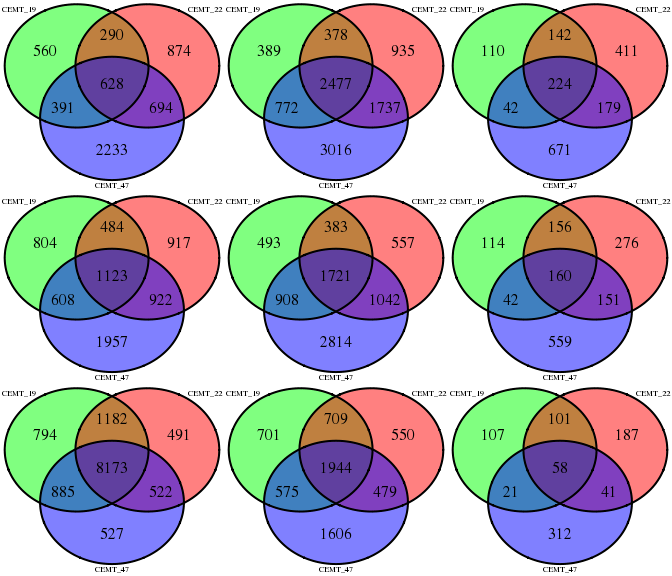 CEMT_19 CEMT_22 CEMT_19 CEMT_22 CEMT_19 CEMT_22
290 378 142
560 874 389 935 110 411
628 2477 224
391 694 772 1737 42 179
2233 3016 671
CEMT_47 CEMT_47 CEMT_47
CEMT_19 CEMT_22 CEMT_19 CEMT_22 CEMT_19 CEMT_22
484 383 156
804 917 493 557 114 276
1123 1721 160
608 922 908 1042 42 151
1957 2814 559
CEMT_47 CEMT_47 CEMT_47
CEMT_19 CEMT_22 CEMT_19 CEMT_22 CEMT_19 CEMT_22
1182 709 101
794 491 701 550 107 187
8173 1944 58
885 522 575 479 21 41
527 1606 312
CEMT_47 CEMT_47 CEMT_47